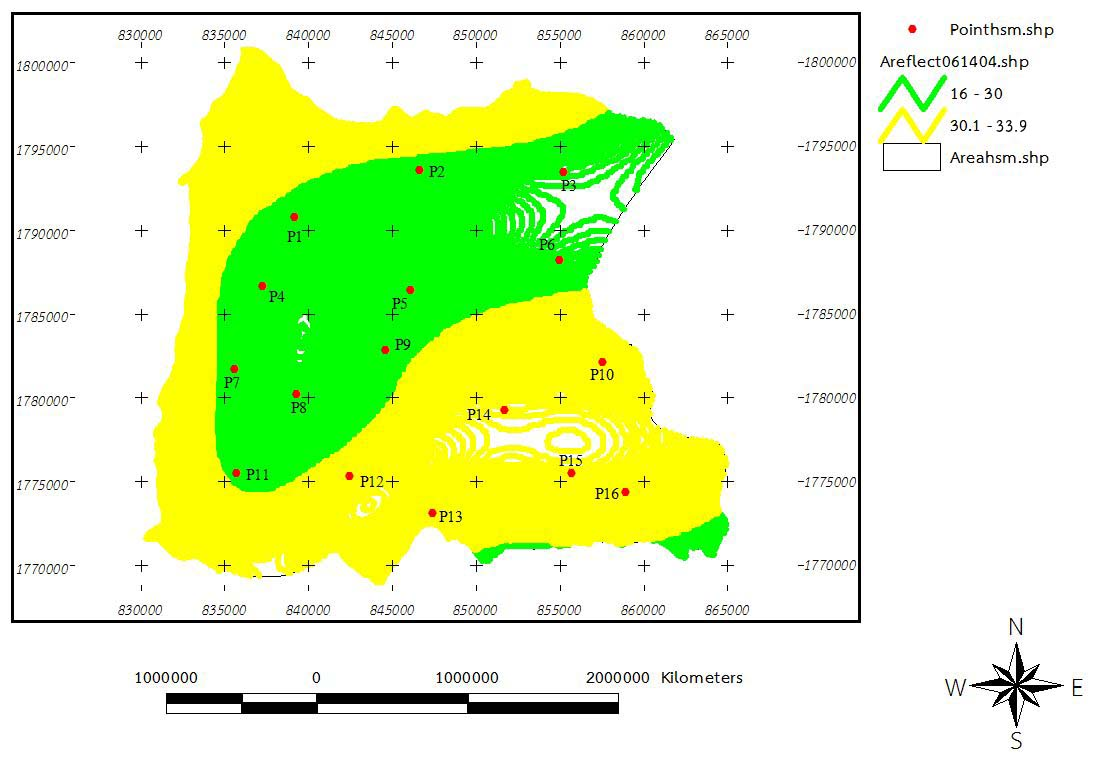 830000 835000 840000 845000 850000 855000 860000 865000
Pointhsm.shp
1800000 1800000
Areflect061404.shp
16 - 30
30.1 - 33.9
1795000 1795000
Areahsm.shp
P2
P3
P1
1790000 1790000
P6
P4
P5
1785000 1785000
P9
P7
P10
1780000 1780000
P8
P14
P15
P11
P12
1775000 1775000
P16
P13
1770000 1770000
830000 835000 840000 845000 850000 855000 860000 865000
N
1000000 0 1000000 2000000 Kilometers
W E
S